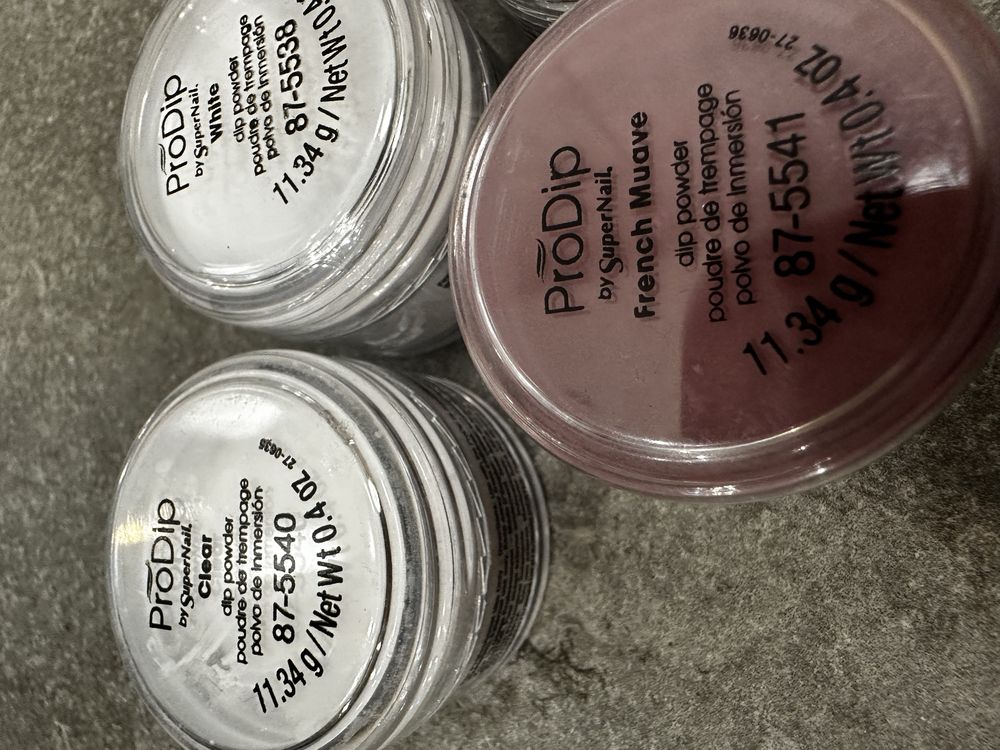 ProDip
by SuperNail.
White
dip powder
poudre de trempage
polvo de inmersión
87-5538
11.34 g / Net Wt 0.4
ProDip
by SuperNail.
French Muave
dip powder
poudre de trempage
polvo de Inmersión
87-5541
11.34 g / Net Wt 0.4 oz
27-0636
ProDip
by SuperNail.
Clear
dip powder
poudre de trempage
polvo de Inmersión
87-5540
11.34 g / Net Wt 0.4 oz
27-0635